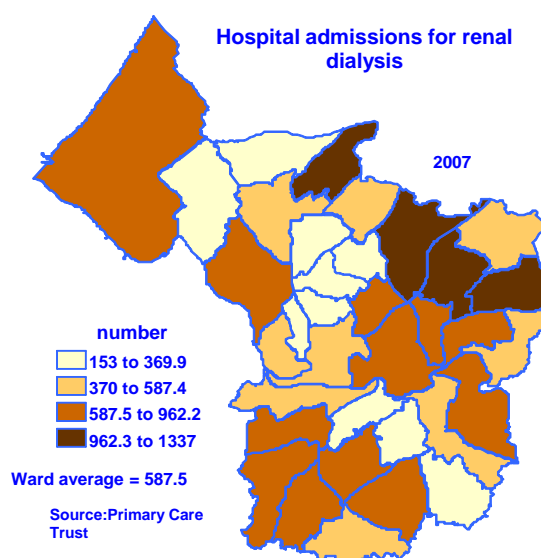 Hospital admissions for renal
dialysis
2007
number
153 to 369.9
370 to 587.4
587.5 to 962.2
962.3 to 1337
Ward average = 587.5
Source:Primary Care
Trust